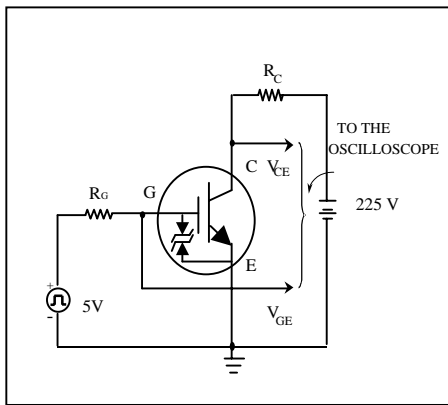 R_C
TO THE
OSCILLOSCOPE
C V_CE
R_G G
225 V
E
+
5V
-
V_GE